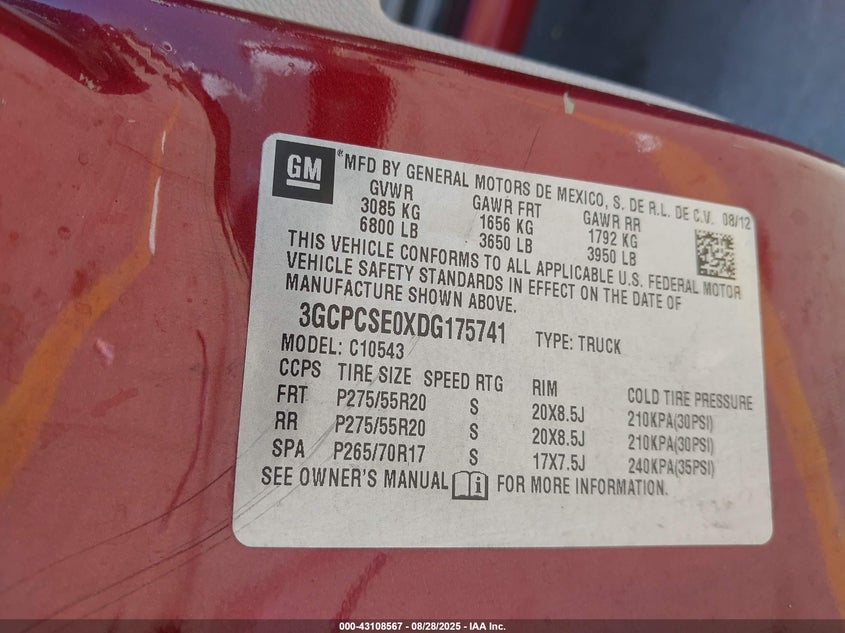 GM ® MFD BY GENERAL MOTORS DE MEXICO, S. DE R.L. DE C.V. 08/12
GVWR GAWR FRT GAWR RR
3085 KG 1656 KG 1792 KG
6800 LB 3650 LB 3950 LB
THIS VEHICLE CONFORMS TO ALL APPLICABLE U.S. FEDERAL MOTOR
VEHICLE SAFETY STANDARDS IN EFFECT ON THE DATE OF
MANUFACTURE SHOWN ABOVE.
3GCPCSE0XDG175741 TYPE: TRUCK
MODEL: C10543
CCPS TIRE SIZE SPEED RTG RIM COLD TIRE PRESSURE
FRT P275/55R20 S 20X8.5J 210KPA(30PSI)
RR P275/55R20 S 20X8.5J 210KPA(30PSI)
SPA P265/70R17 S 17X7.5J 240KPA(35PSI)
SEE OWNER'S MANUAL i FOR MORE INFORMATION.
000-43108567 - 08/28/2025 - IAA Inc.